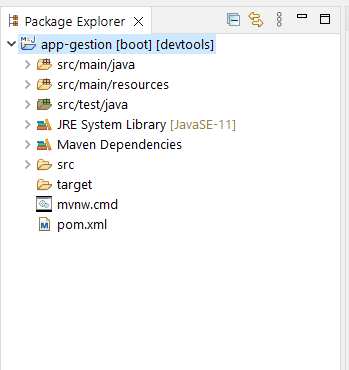 Package Explorer
app-gestion [boot] [devtools]
src/main/java
src/main/resources
src/test/java
JRE System Library [JavaSE-11]
Maven Dependencies
src
target
mvnw.cmd
pom.xml